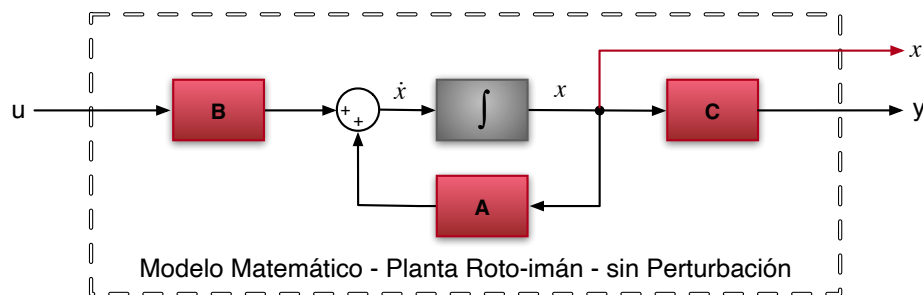 x
u
B
+
+
ẋ
∫
x
C
y
A
Modelo Matemático - Planta Roto-imán - sin Perturbación